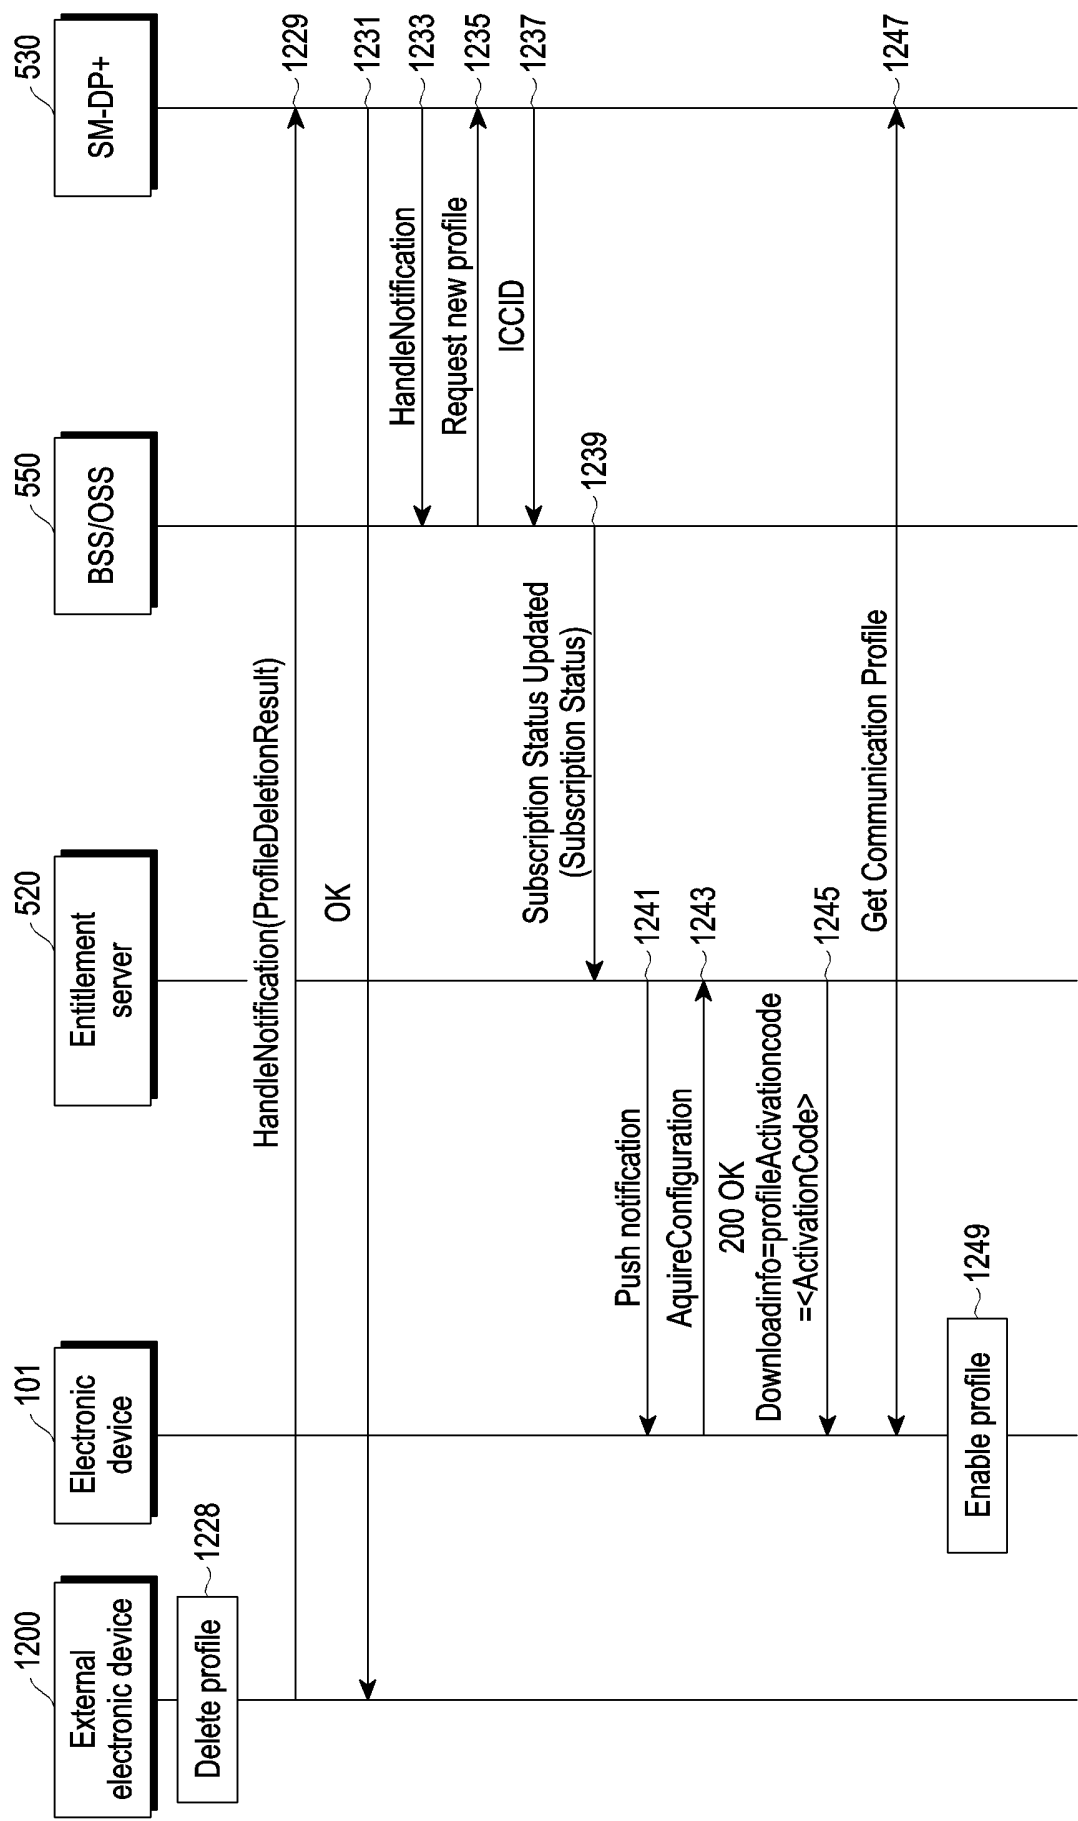 1200
External
electronic device
101
Electronic
device
520
Entitlement
server
550
BSS/OSS
530
SM-DP+
Delete profile
1228
HandleNotification(ProfileDeletionResult)
1229
OK
1231
HandleNotification
1233
Request new profile
1235
ICCID
1237
Subscription Status Updated
(Subscription Status)
1239
Push notification
1241
AquireConfiguration
1243
200 OK
Downloadinfo=profileActivationcode
=<ActivationCode>
1245
Get Communication Profile
1247
Enable profile
1249